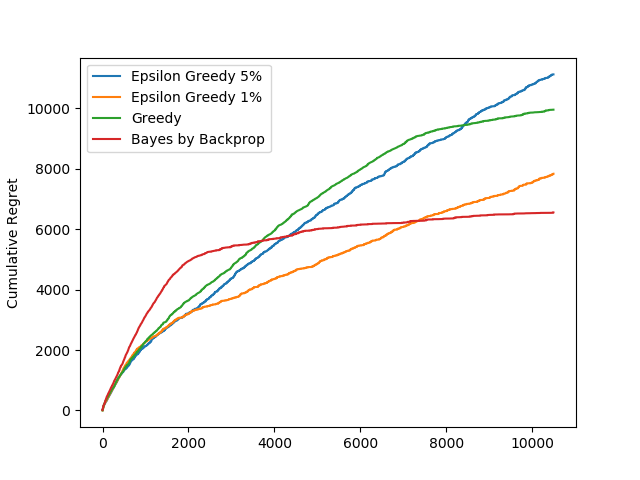 Epsilon Greedy 5%
Epsilon Greedy 1%
Greedy
Bayes by Backprop
Cumulative Regret
10000
8000
6000
4000
2000
0
0 2000 4000 6000 8000 10000